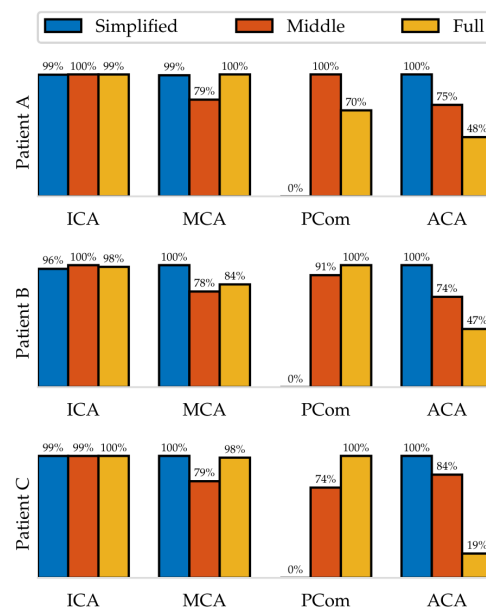 Simplified Middle Full
Patient A
99% 100% 99% 99% 79% 100% 0% 100% 70% 100% 75% 48%
ICA MCA PCom ACA
Patient B
96% 100% 98% 100% 78% 84% 0% 91% 100% 100% 74% 47%
ICA MCA PCom ACA
Patient C
99% 99% 100% 100% 79% 98% 0% 74% 100% 100% 84% 19%
ICA MCA PCom ACA